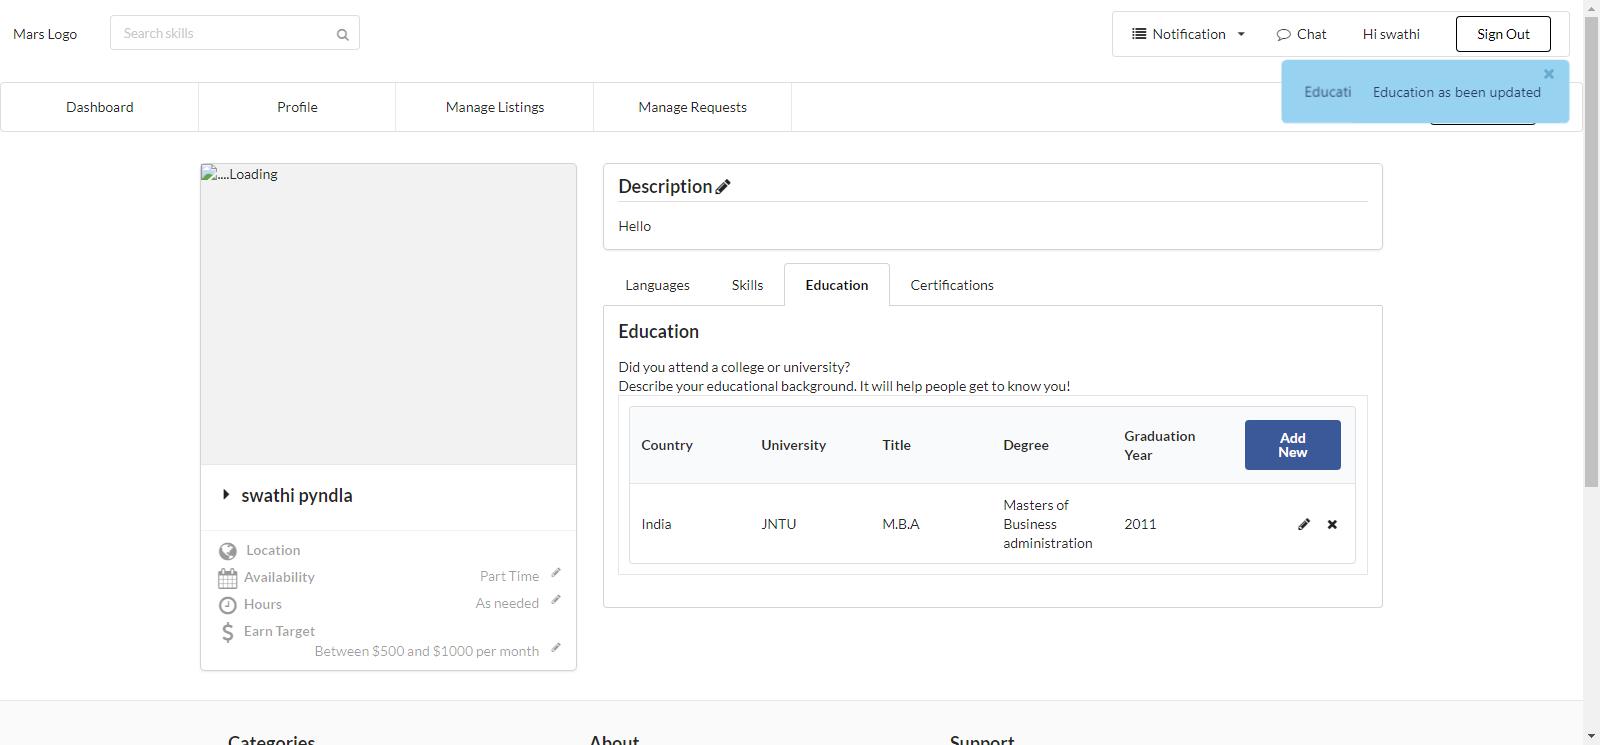 Mars Logo
Search skills
Notification
Chat
Hi swathi
Sign Out
Educati Education as been updated
Dashboard
Profile
Manage Listings
Manage Requests
....Loading
swathi pyndla
Location
Availability
Part Time
Hours
As needed
Earn Target
Between $500 and $1000 per month
Description
Hello
Languages
Skills
Education
Certifications
Education
Did you attend a college or university?
Describe your educational background. It will help people get to know you!
Country
University
Title
Degree
Graduation
Year
Add
New
India
JNTU
M.B.A
Masters of
Business
administration
2011
Categories
About
Support